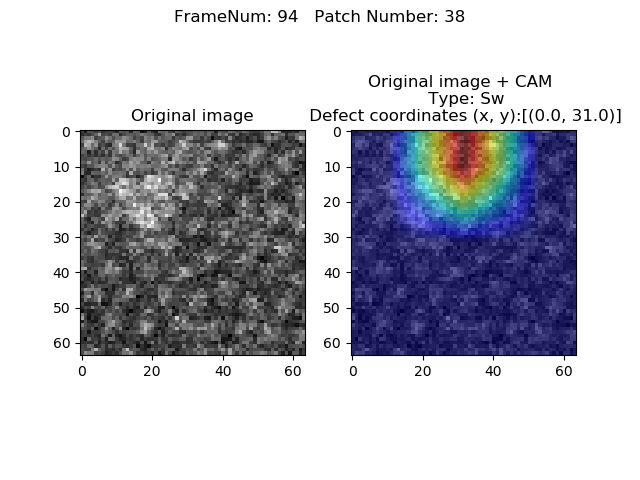 FrameNum: 94   Patch Number: 38
Original image
Original image + CAM
Type: Sw
Defect coordinates (x, y):[(0.0, 31.0)]
0
10
20
30
40
50
60
0 20 40 60
0
10
20
30
40
50
60
0 20 40 60